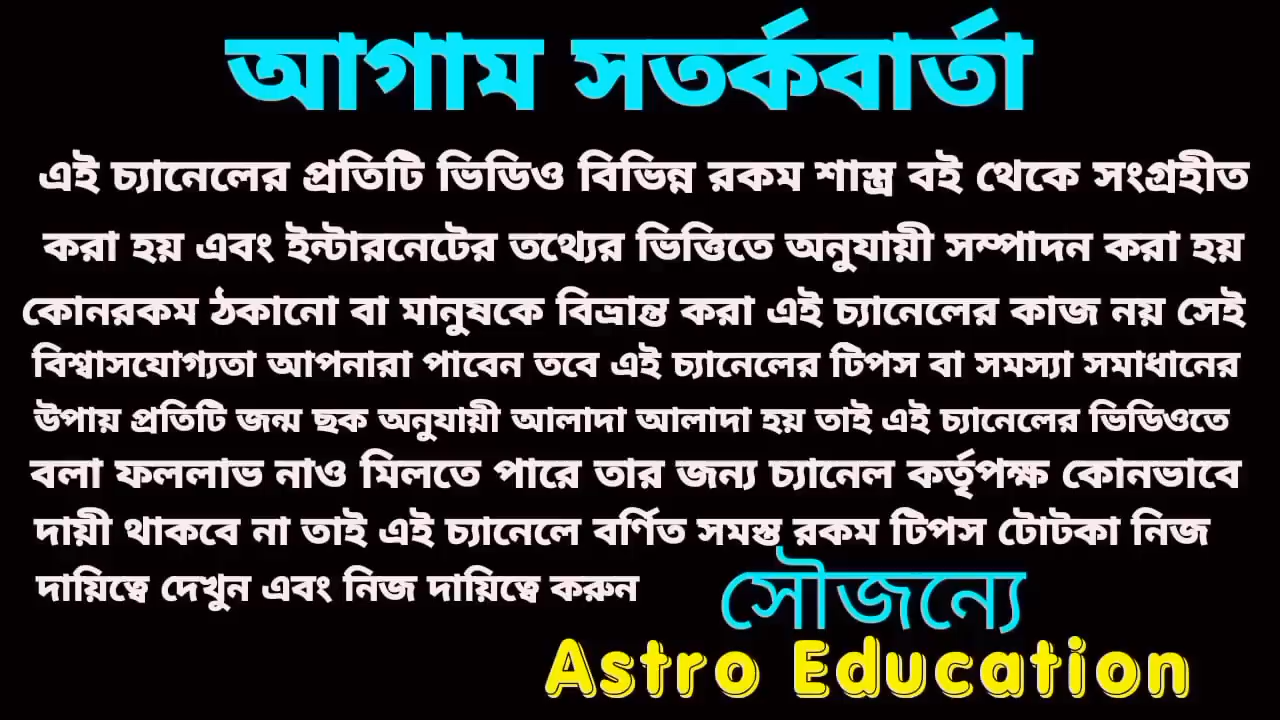 আগাম সতর্কবার্তা
এই চ্যানেলের প্রতিটি ভিডিও বিভিন্ন রকম শাস্ত্র বই থেকে সংগ্রহীত
করা হয় এবং ইন্টারনেটের তথ্যের ভিত্তিতে অনুযায়ী সম্পাদন করা হয়
কোনরকম ঠকানো বা মানুষকে বিভ্রান্ত করা এই চ্যানেলের কাজ নয় সেই
বিশ্বাসযোগ্যতা আপনারা পাবেন তবে এই চ্যানেলের টিপস বা সমস্যা সমাধানের
উপায় প্রতিটি জন্ম ছক অনুযায়ী আলাদা আলাদা হয় তাই এই চ্যানেলের ভিডিওতে
বলা ফললাভ নাও মিলতে পারে তার জন্য চ্যানেল কর্তৃপক্ষ কোনভাবে
দায়ী থাকবে না তাই এই চ্যানেলে বর্ণিত সমস্ত রকম টিপস টোটকা নিজ
দায়িত্বে দেখুন এবং নিজ দায়িত্বে করুন
সৌজন্যে
Astro Education